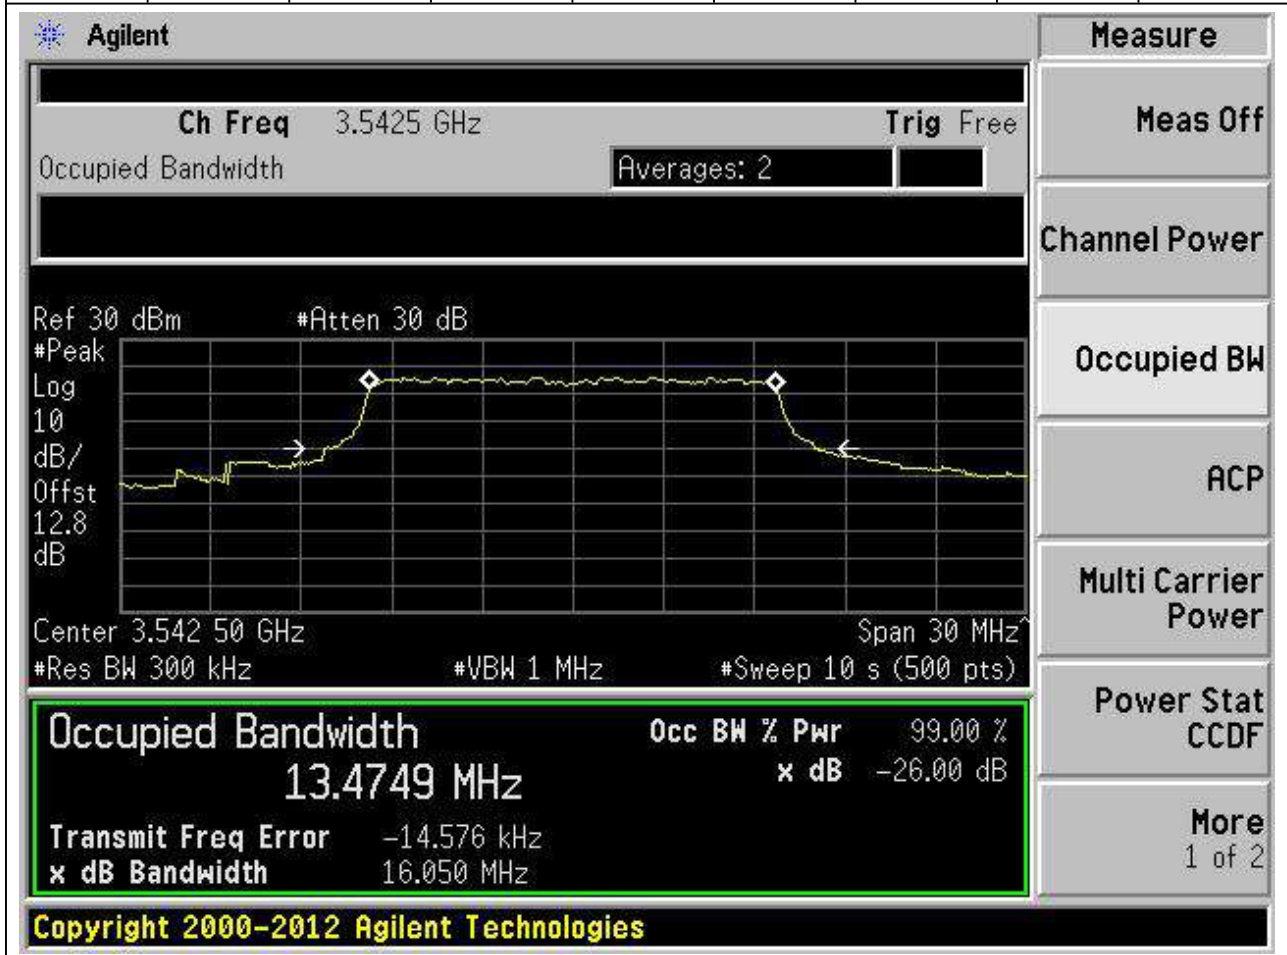 Agilent
Measure
Ch Freq 3.5425 GHz Trig Free
Occupied Bandwidth Averages: 2
Ref 30 dBm #Atten 30 dB
#Peak
Log
10
dB/
Offst
12.8
dB
Center 3.542 50 GHz Span 30 MHz^
#Res BW 300 kHz #VBW 1 MHz #Sweep 10 s (500 pts)
Occupied Bandwidth Occ BW % Pwr 99.00 %
13.4749 MHz x dB -26.00 dB
Transmit Freq Error -14.576 kHz
x dB Bandwidth 16.050 MHz
Meas Off
Channel Power
Occupied BW
ACP
Multi Carrier
Power
Power Stat
CCDF
More
1 of 2
Copyright 2000-2012 Agilent Technologies